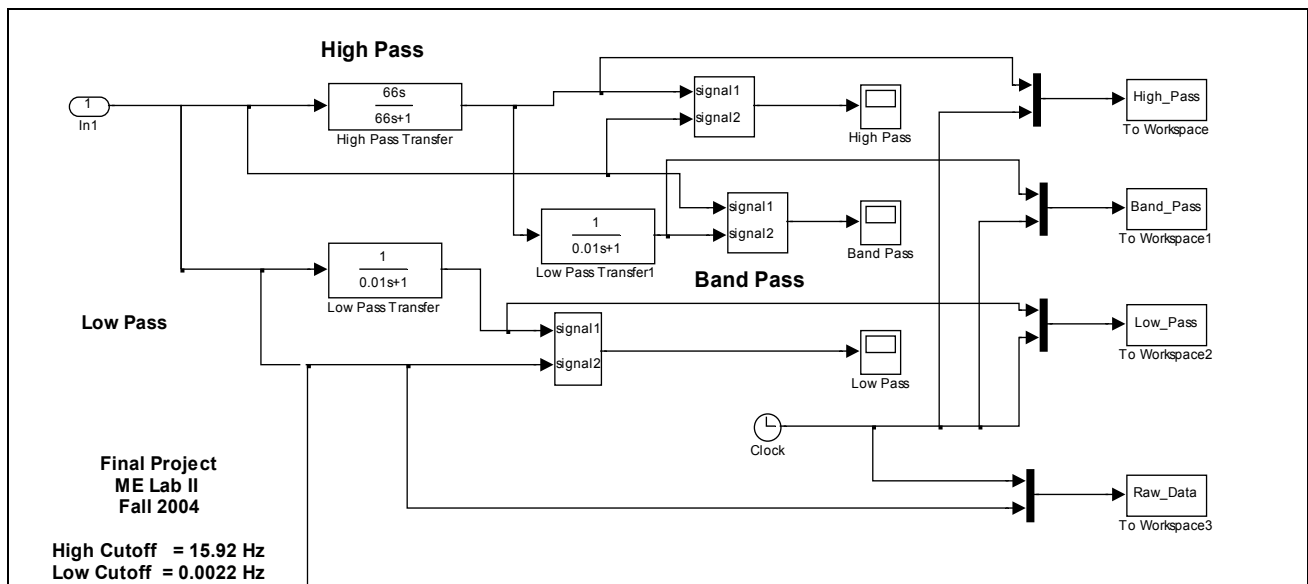 High Pass
1
In1
66s
66s+1
High Pass Transfer
signal1
signal2
High Pass
High_Pass
To Workspace
1
0.01s+1
Low Pass Transfer1
signal1
signal2
Band Pass
Band_Pass
To Workspace1
Band Pass
1
0.01s+1
Low Pass Transfer
Low Pass
signal1
signal2
Low Pass
Low_Pass
To Workspace2
Clock
Raw_Data
To Workspace3
Final Project
ME Lab II
Fall 2004
High Cutoff = 15.92 Hz
Low Cutoff = 0.0022 Hz